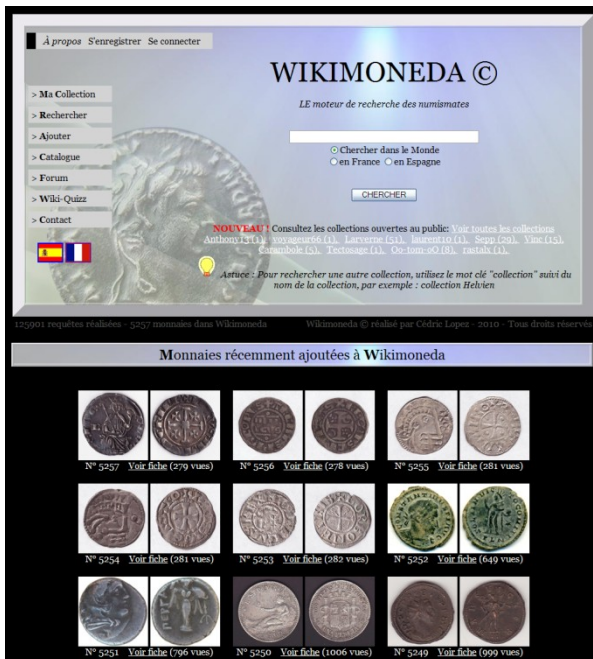 À propos S'enregistrer Se connecter
WIKIMONEDA ©
LE moteur de recherche des numismates
> Ma Collection
> Rechercher
> Ajouter
> Catalogue
> Forum
> Wiki-Quizz
> Contact
Chercher dans le Monde
en France en Espagne
CHERCHER
NOUVEAU ! Consultez les collections ouvertes au public: Voir toutes les collections
Anthony13 (1), voyageur66 (1), Larverne (51), laurent10 (1), Sepp (29), Vinc (15),
Carambole (5), Tectosage (1), Oo-tom-oO (8), rastalx (1),
Astuce : Pour rechercher une autre collection, utilisez le mot clé "collection" suivi du
nom de la collection, par exemple : collection Helvien
125901 requêtes réalisées - 5257 monnaies dans Wikimoneda Wikimoneda © réalisé par Cédric Lopez - 2010 - Tous droits réservés
Monnaies récemment ajoutées à Wikimoneda
N° 5257 Voir fiche (279 vues) N° 5256 Voir fiche (278 vues) N° 5255 Voir fiche (281 vues)
N° 5254 Voir fiche (281 vues) N° 5253 Voir fiche (282 vues) N° 5252 Voir fiche (649 vues)
N° 5251 Voir fiche (796 vues) N° 5250 Voir fiche (1006 vues) N° 5249 Voir fiche (999 vues)